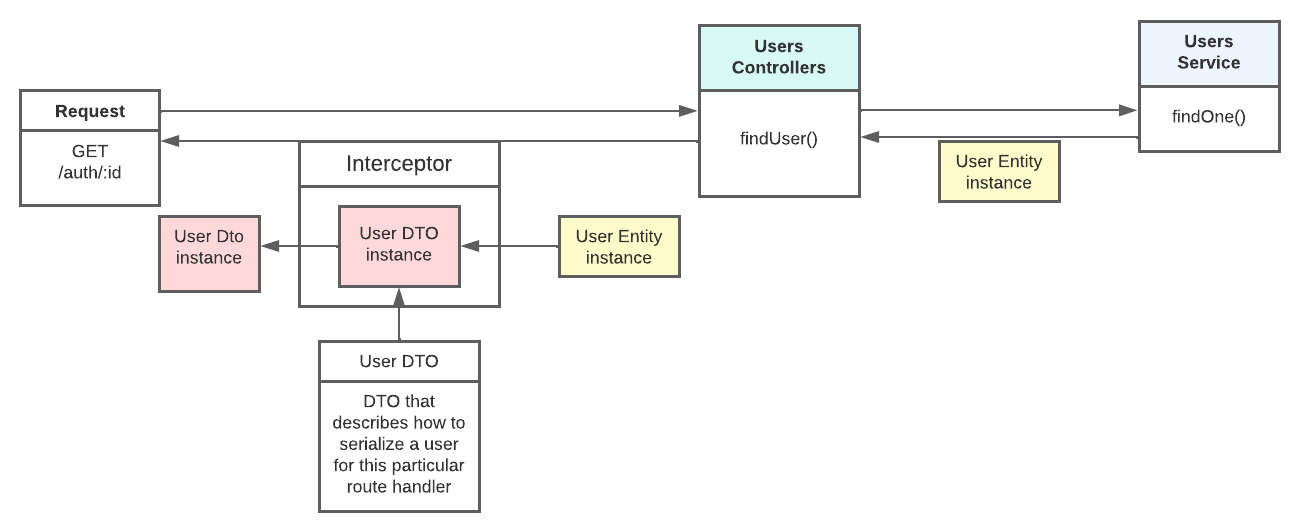 Request
GET
/auth/:id
Users
Controllers
findUser()
Users
Service
findOne()
User Entity
instance
Interceptor
User Dto
instance
User DTO
instance
User Entity
instance
User DTO
DTO that
describes how to
serialize a user
for this particular
route handler